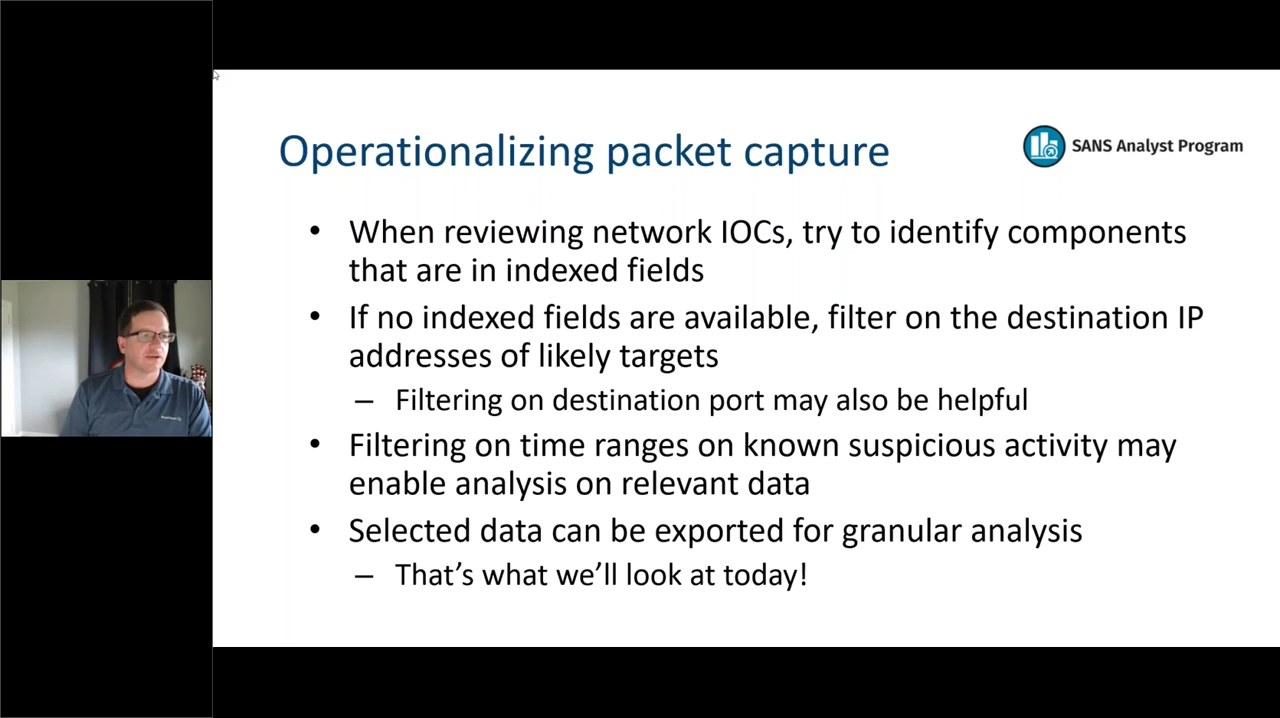 Operationalizing packet capture
SANS Analyst Program
• When reviewing network IOCs, try to identify components
that are in indexed fields
• If no indexed fields are available, filter on the destination IP
addresses of likely targets
– Filtering on destination port may also be helpful
• Filtering on time ranges on known suspicious activity may
enable analysis on relevant data
• Selected data can be exported for granular analysis
– That’s what we’ll look at today!